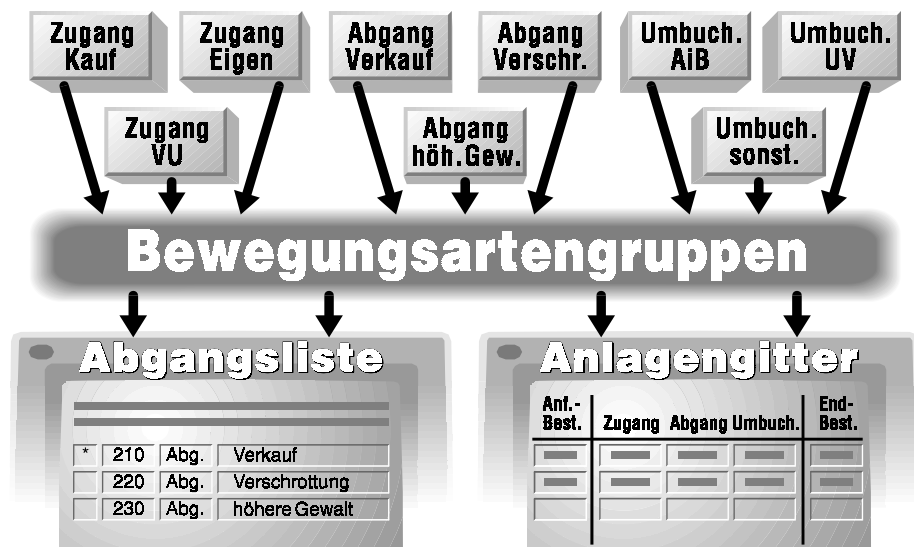 Zugang
Kauf
Zugang
Eigen
Abgang
Verkauf
Abgang
Verschr.
Umbuch.
AiB
Umbuch.
UV
Zugang
VU
Abgang
höh.Gew.
Umbuch.
sonst.
Bewegungsartengruppen
Abgangsliste
* 210 Abg. Verkauf
220 Abg. Verschrottung
230 Abg. höhere Gewalt
Anlagengitter
Anf.-
Best.
Zugang Abgang Umbuch.
End-
Best.